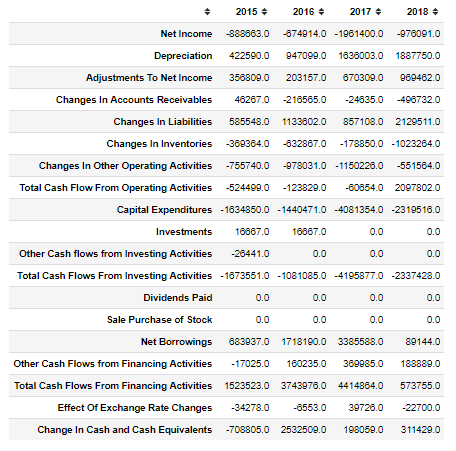 2015 2016 2017 2018
Net Income -888663.0 -674914.0 -1961400.0 -976091.0
Depreciation 422590.0 947099.0 1636003.0 1887750.0
Adjustments To Net Income 356809.0 203157.0 670309.0 969462.0
Changes In Accounts Receivables 46267.0 -216565.0 -24635.0 -496732.0
Changes In Liabilities 585548.0 1133602.0 857108.0 2129511.0
Changes In Inventories -369364.0 -632867.0 -178850.0 -1023264.0
Changes In Other Operating Activities -755740.0 -978031.0 -1150226.0 -551564.0
Total Cash Flow From Operating Activities -524499.0 -123829.0 -60654.0 2097802.0
Capital Expenditures -1634850.0 -1440471.0 -4081354.0 -2319516.0
Investments 16667.0 16667.0 0.0 0.0
Other Cash flows from Investing Activities -26441.0 0.0 0.0 0.0
Total Cash Flows From Investing Activities -1673551.0 -1081085.0 -4195877.0 -2337428.0
Dividends Paid 0.0 0.0 0.0 0.0
Sale Purchase of Stock 0.0 0.0 0.0 0.0
Net Borrowings 683937.0 1718190.0 3385588.0 89144.0
Other Cash Flows from Financing Activities -17025.0 160235.0 369985.0 188889.0
Total Cash Flows From Financing Activities 1523523.0 3743976.0 4414864.0 573755.0
Effect Of Exchange Rate Changes -34278.0 -6553.0 39726.0 -22700.0
Change In Cash and Cash Equivalents -708805.0 2532509.0 198059.0 311429.0